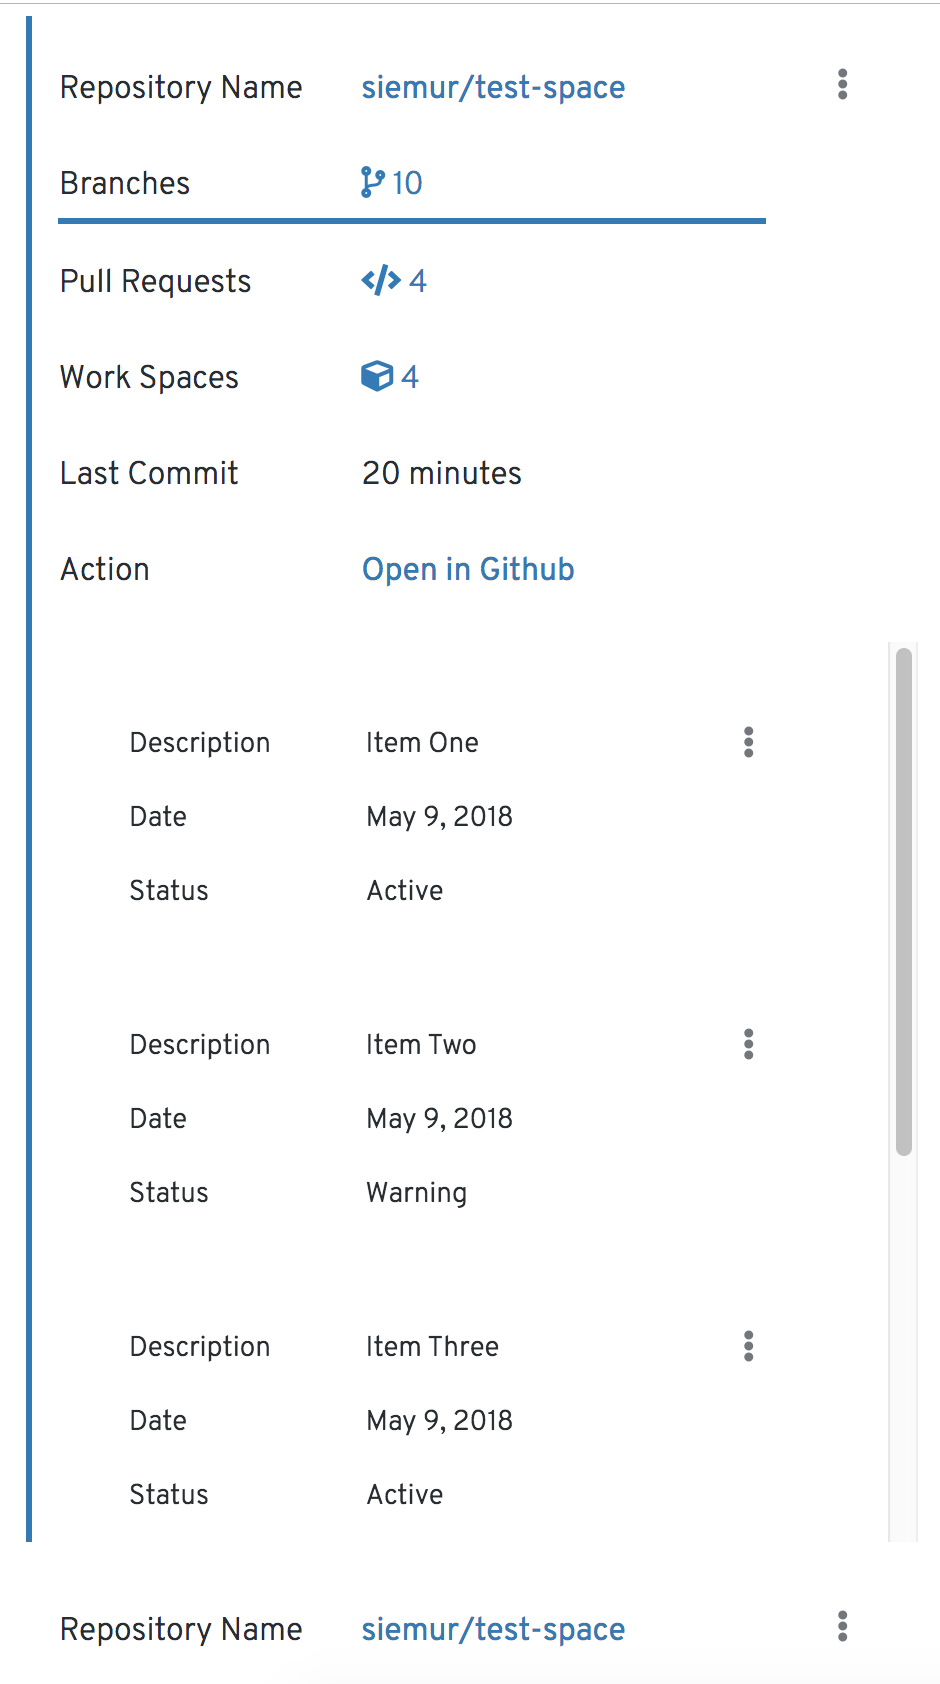 Repository Name siemur/test-space
Branches 10
Pull Requests 4
Work Spaces 4
Last Commit 20 minutes
Action Open in Github
Description Item One
Date May 9, 2018
Status Active
Description Item Two
Date May 9, 2018
Status Warning
Description Item Three
Date May 9, 2018
Status Active
Repository Name siemur/test-space